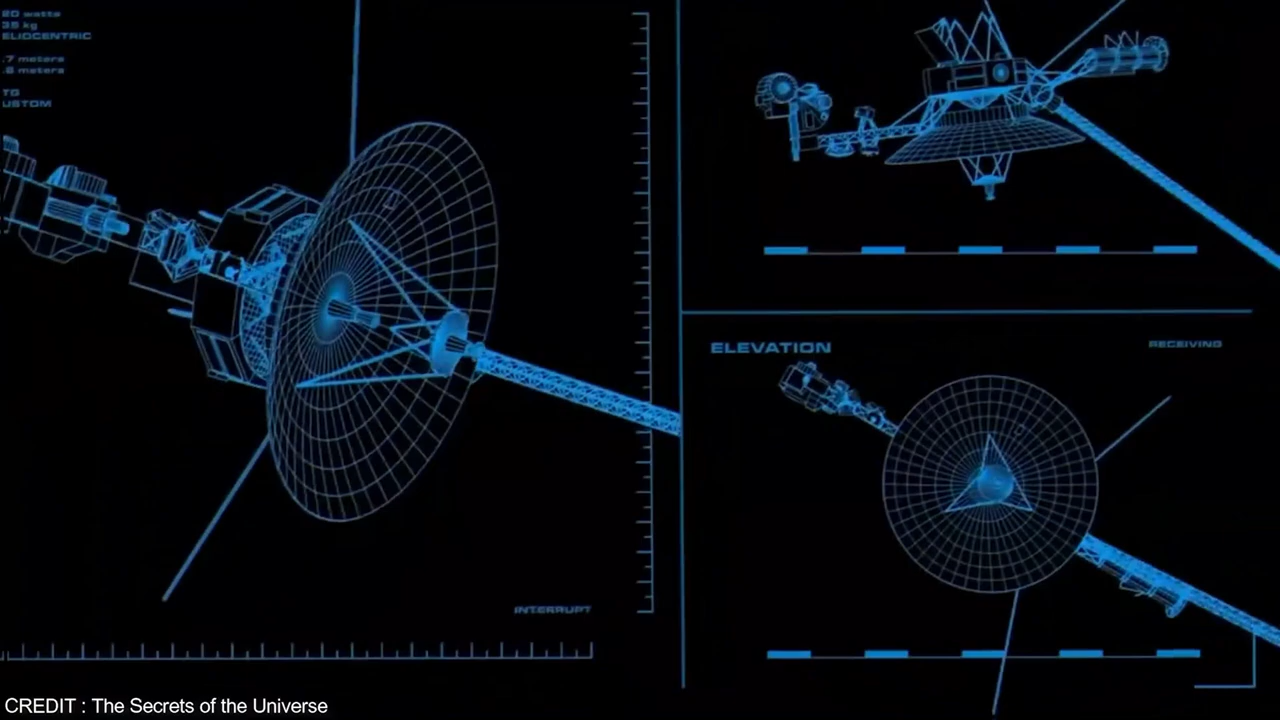 20 watts
35 kg
ELIOCENTRIC
.7 meters
.8 meters
TG
USTOM
ELEVATION
RECEIVING
INTERRUPT
CREDIT : The Secrets of the Universe